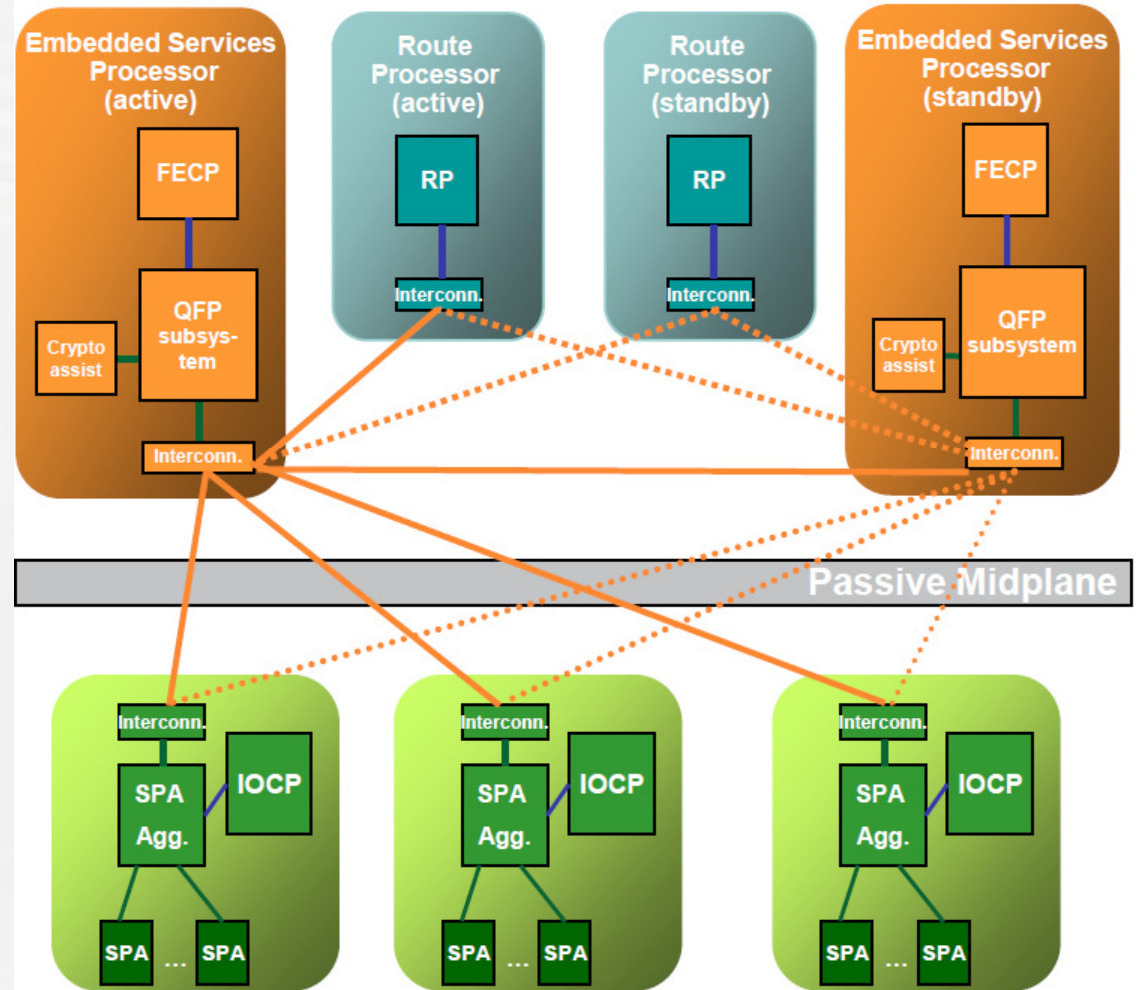 Embedded Services
Processor
(active)
FECP
QFP
subsys-
tem
Crypto
assist
Interconn.
Route
Processor
(active)
RP
Interconn.
Route
Processor
(standby)
RP
Interconn.
Embedded Services
Processor
(standby)
FECP
QFP
subsystem
Crypto
assist
Interconn.
Passive Midplane
Interconn.
SPA
Agg.
IOCP
SPA ... SPA
Interconn.
SPA
Agg.
IOCP
SPA ... SPA
Interconn.
SPA
Agg.
IOCP
SPA ... SPA